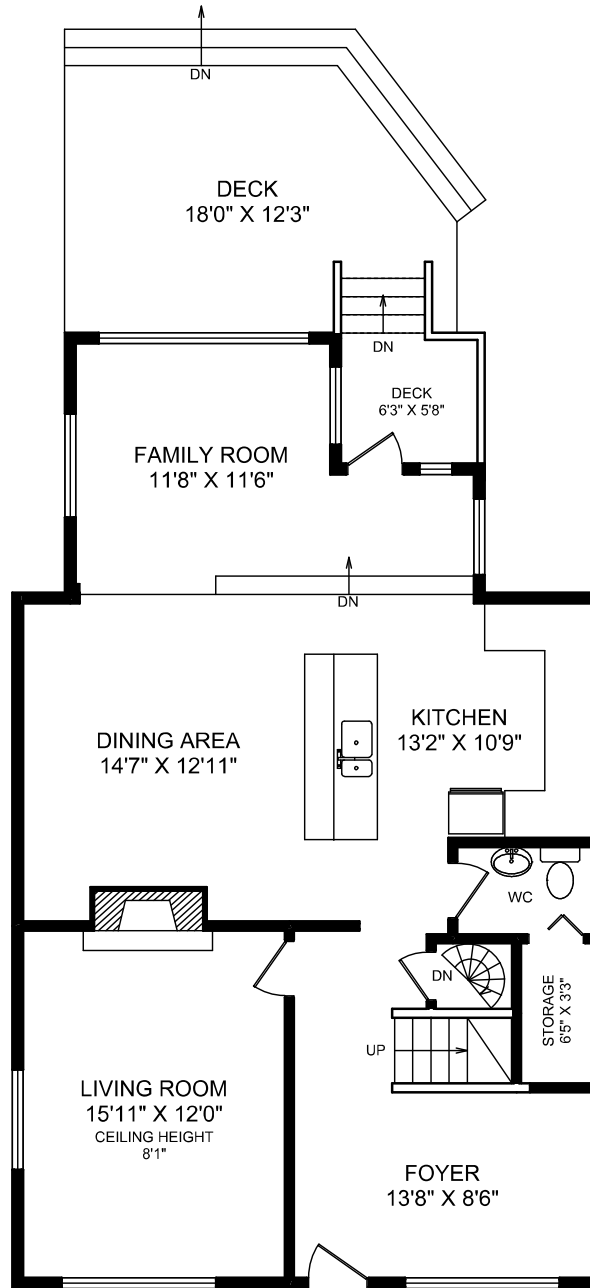 DN
DECK
18'0" X 12'3"
DN
DECK
6'3" X 5'8"
FAMILY ROOM
11'8" X 11'6"
DN
KITCHEN
13'2" X 10'9"
DINING AREA
14'7" X 12'11"
WC
DN
STORAGE
6'5" X 3'3"
UP
LIVING ROOM
15'11" X 12'0"
CEILING HEIGHT
8'1"
FOYER
13'8" X 8'6"